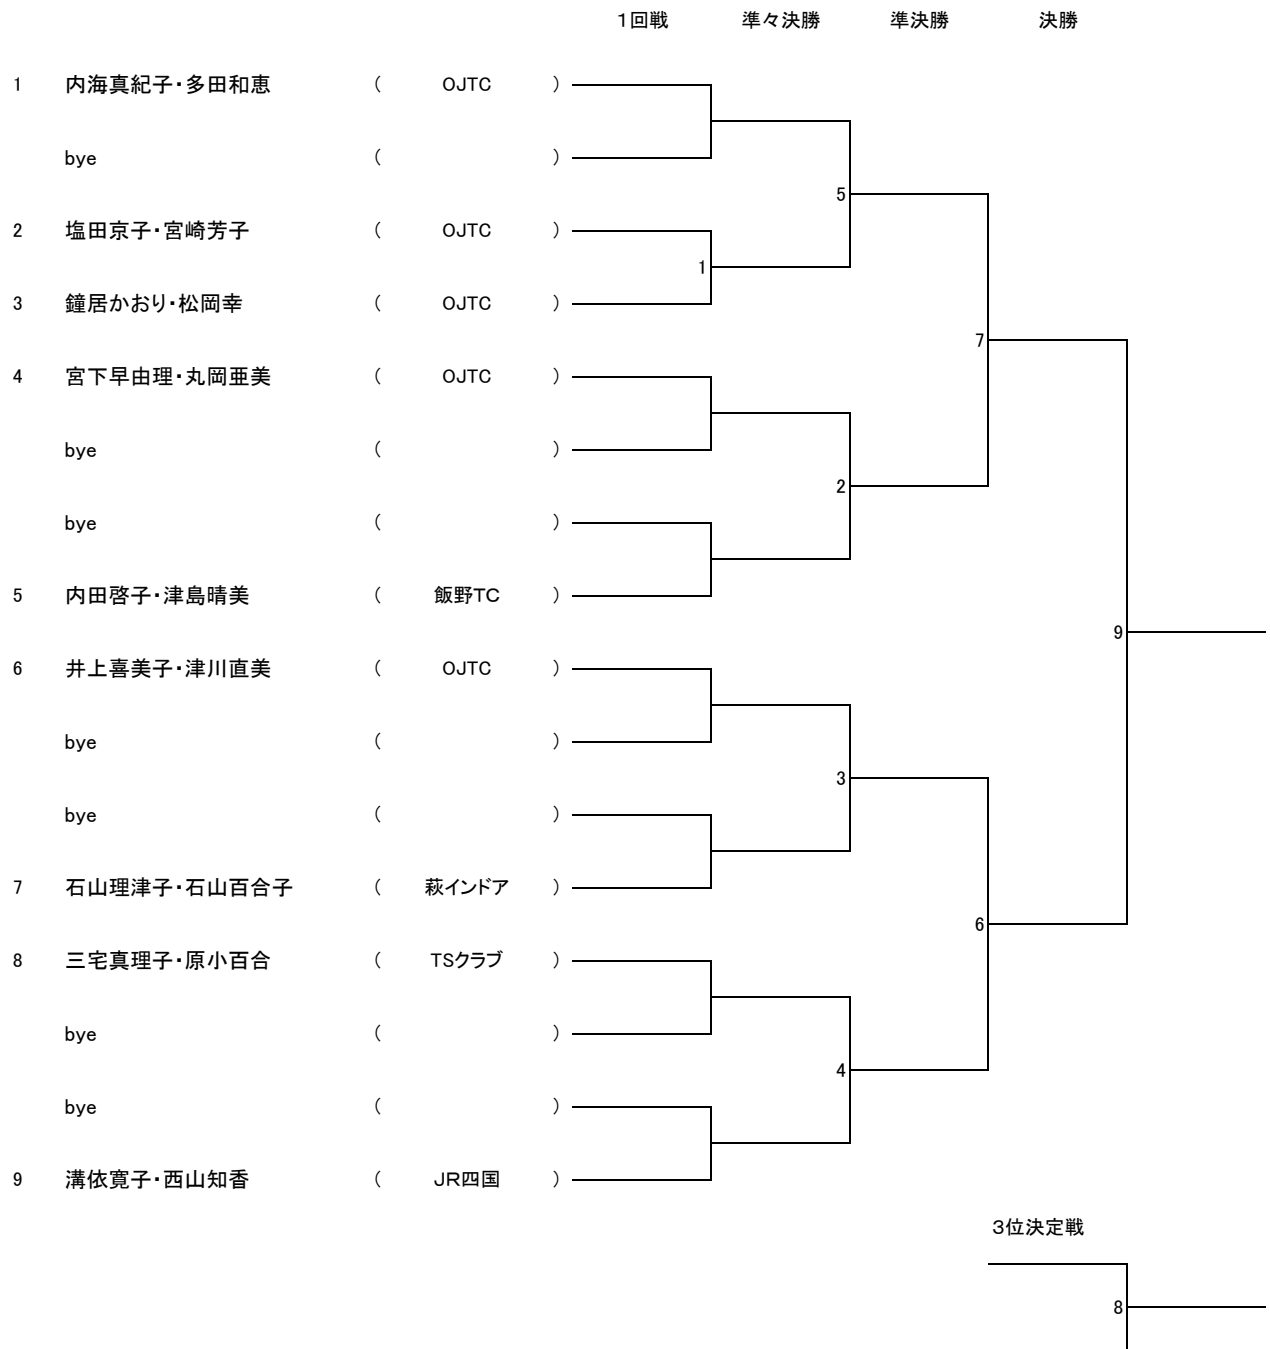 1回戦 準々決勝 準決勝 決勝
1 内海真紀子・多田和恵 ( OJTC )
bye ( )
5
2 塩田京子・宮崎芳子 ( OJTC )
1
3 鐘居かおり・松岡幸 ( OJTC )
7
4 宮下早由理・丸岡亜美 ( OJTC )
bye ( )
2
bye ( )
5 内田啓子・津島晴美 ( 飯野TC )
9
6 井上喜美子・津川直美 ( OJTC )
bye ( )
3
bye ( )
7 石山理津子・石山百合子 ( 萩インドア )
6
8 三宅真理子・原小百合 ( TSクラブ )
bye ( )
4
bye ( )
9 溝依寛子・西山知香 ( JR四国 )
3位決定戦
8